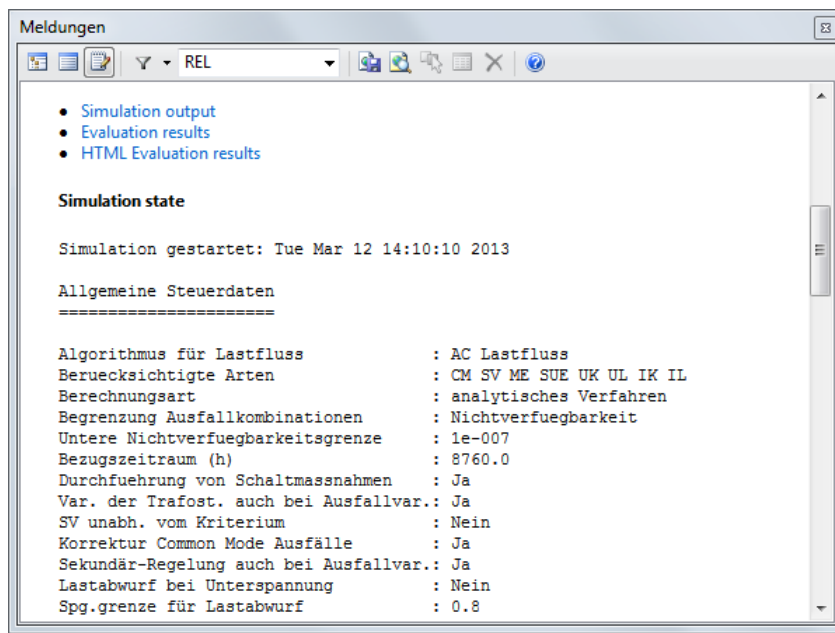 Meldungen
REL
Simulation output
Evaluation results
HTML Evaluation results
Simulation state
Simulation gestartet: Tue Mar 12 14:10:10 2013
Allgemeine Steuerdaten
======================
Algorithmus für Lastfluss : AC Lastfluss
Beruecksichtigte Arten : CM SV ME SUE UK UL IK IL
Berechnungsart : analytisches Verfahren
Begrenzung Ausfallkombinationen : Nichtverfuegbarkeit
Untere Nichtverfuegbarkeitsgrenze : 1e-007
Bezugszeitraum (h) : 8760.0
Durchfuehrung von Schaltmassnahmen : Ja
Var. der Trafost. auch bei Ausfallvar.: Ja
SV unabh. vom Kriterium : Nein
Korrektur Common Mode Ausfälle : Ja
Sekundär-Regelung auch bei Ausfallvar.: Ja
Lastabwurf bei Unterspannung : Nein
Spg.grenze für Lastabwurf : 0.8